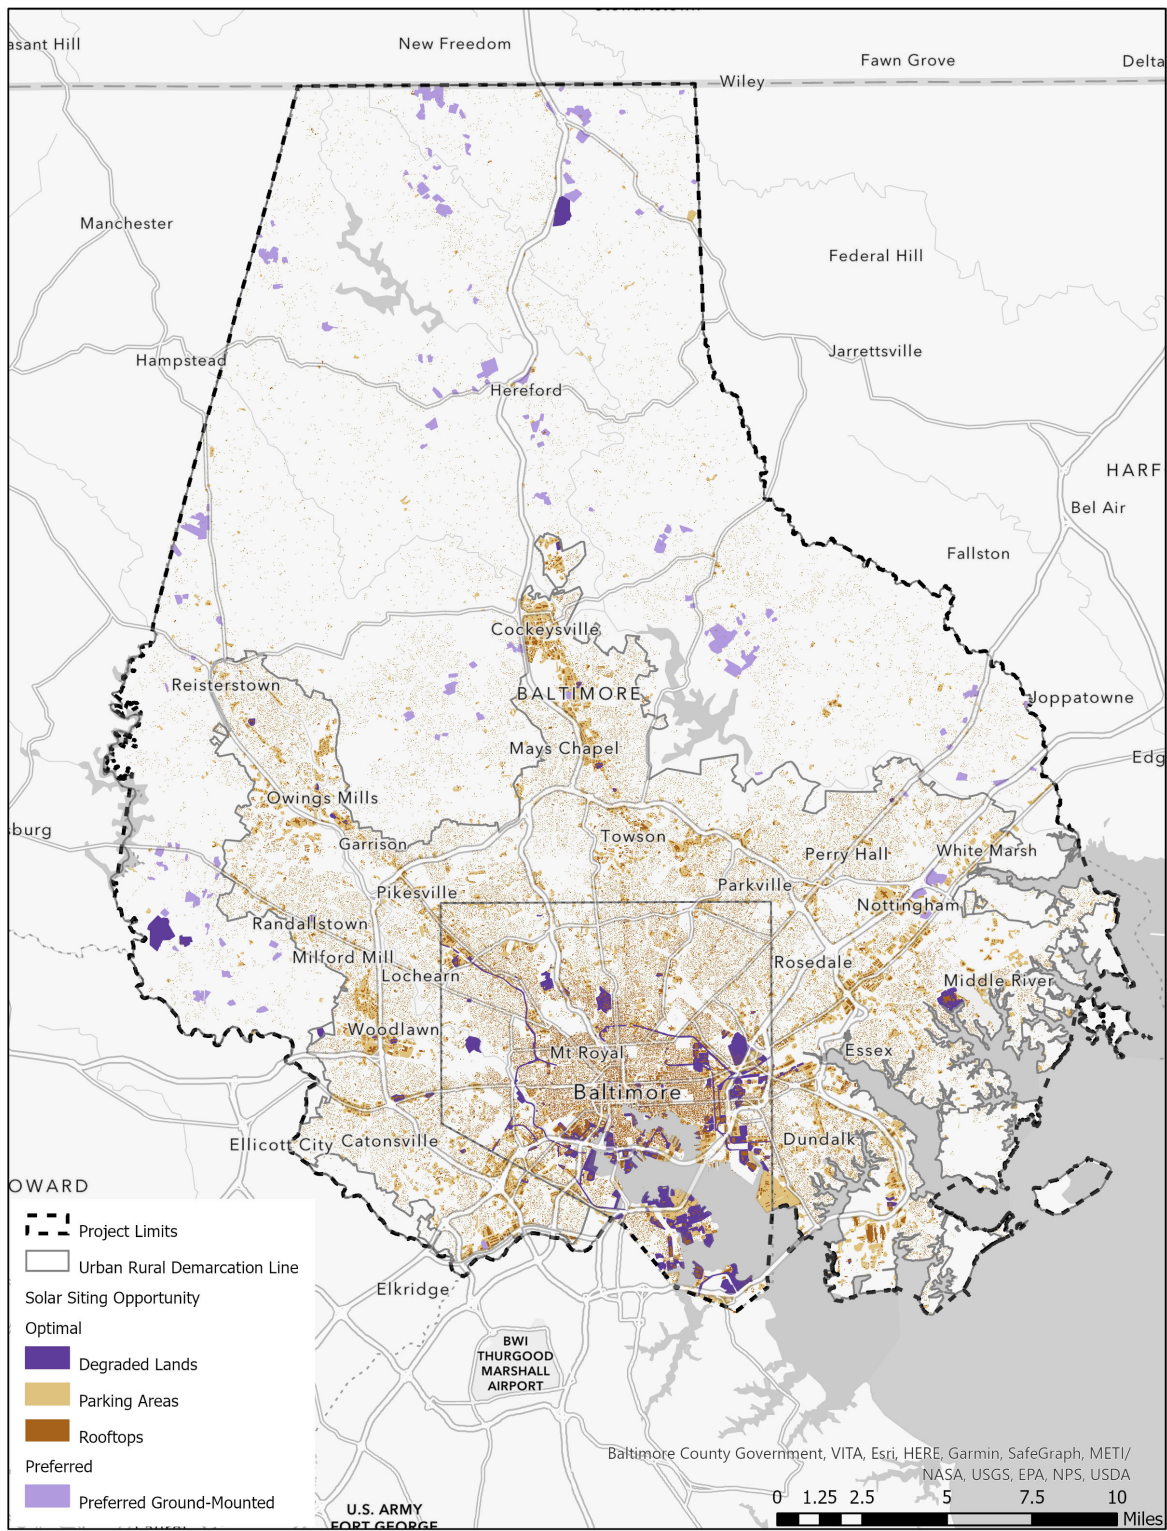 asant Hill
New Freedom
Fawn Grove
Delta
Wiley
Manchester
Federal Hill
Jarrettsville
Hampstead
Hereford
HARF
Bel Air
Fallston
Cockeysville
Reisterstown
BALTIMORE
Joppatowne
Mays Chapel
Edg
Owings Mills
sburg
Towson
Garrison
Perry Hall
White Marsh
Pikesville
Parkville
Nottingham
Randallstown
Milford Mill
Lochearn
Rosedale
Middle River
Woodlawn
Mt Royal
Essex
Baltimore
Ellicott City
Catonsville
Dundalk
OWARD
Project Limits
Urban Rural Demarcation Line
Solar Siting Opportunity
Optimal
Degraded Lands
Parking Areas
Rooftops
Preferred
Preferred Ground-Mounted
Elkridge
BWI
THURGOOD
MARSHALL
AIRPORT
Baltimore County Government, VITA, Esri, HERE, Garmin, SafeGraph, METI/
NASA, USGS, EPA, NPS, USDA
0 1.25 2.5 5 7.5 10
Miles
U.S. ARMY
FORT GEORGE